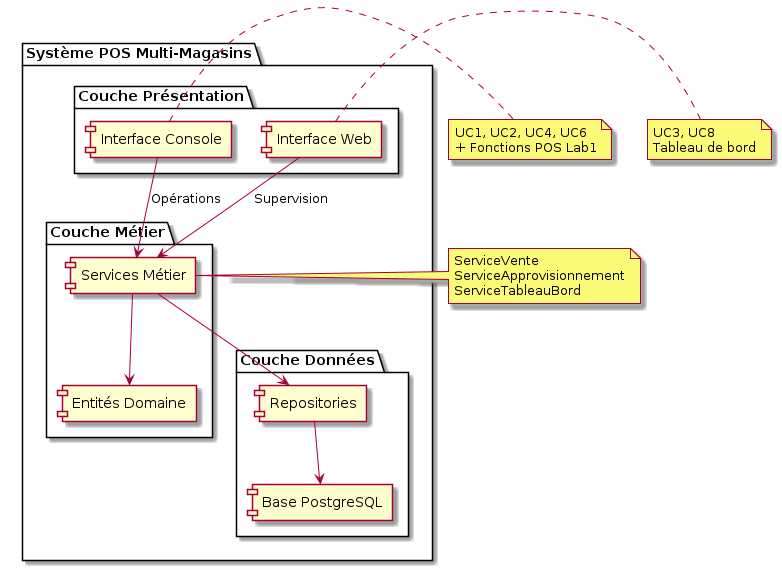 Système POS Multi-Magasins
Couche Présentation
Interface Console
Interface Web
UC1, UC2, UC4, UC6
+ Fonctions POS Lab1
UC3, UC8
Tableau de bord
Opérations
Supervision
Couche Métier
Services Métier
ServiceVente
ServiceApprovisionnement
ServiceTableauBord
Couche Données
Entités Domaine
Repositories
Base PostgreSQL